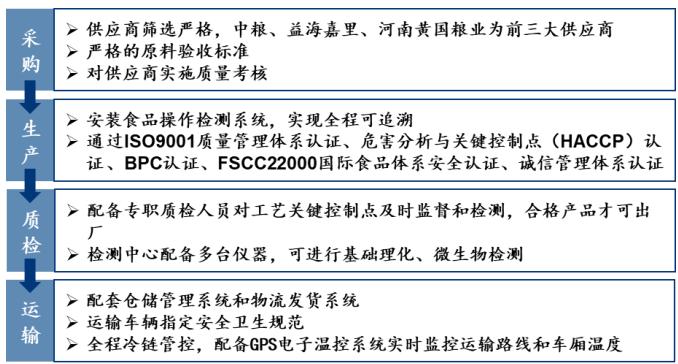 采购
➢ 供应商筛选严格，中粮、益海嘉里、河南黄国粮业为前三大供应商
➢ 严格的原料验收标准
➢ 对供应商实施质量考核
生产
➢ 安装食品操作检测系统，实现全程可追溯
➢ 通过ISO9001质量管理体系认证、危害分析与关键控制点（HACCP）认
证、BPC认证、FSCC22000国际食品体系安全认证、诚信管理体系认证
质检
➢ 配备专职质检人员对工艺关键控制点及时监督和检测，合格产品才可出
厂
➢ 检测中心配备多台仪器，可进行基础理化、微生物检测
运输
➢ 配套仓储管理系统和物流发货系统
➢ 运输车辆指定安全卫生规范
➢ 全程冷链管控，配备GPS电子温控系统实时监控运输路线和车厢温度